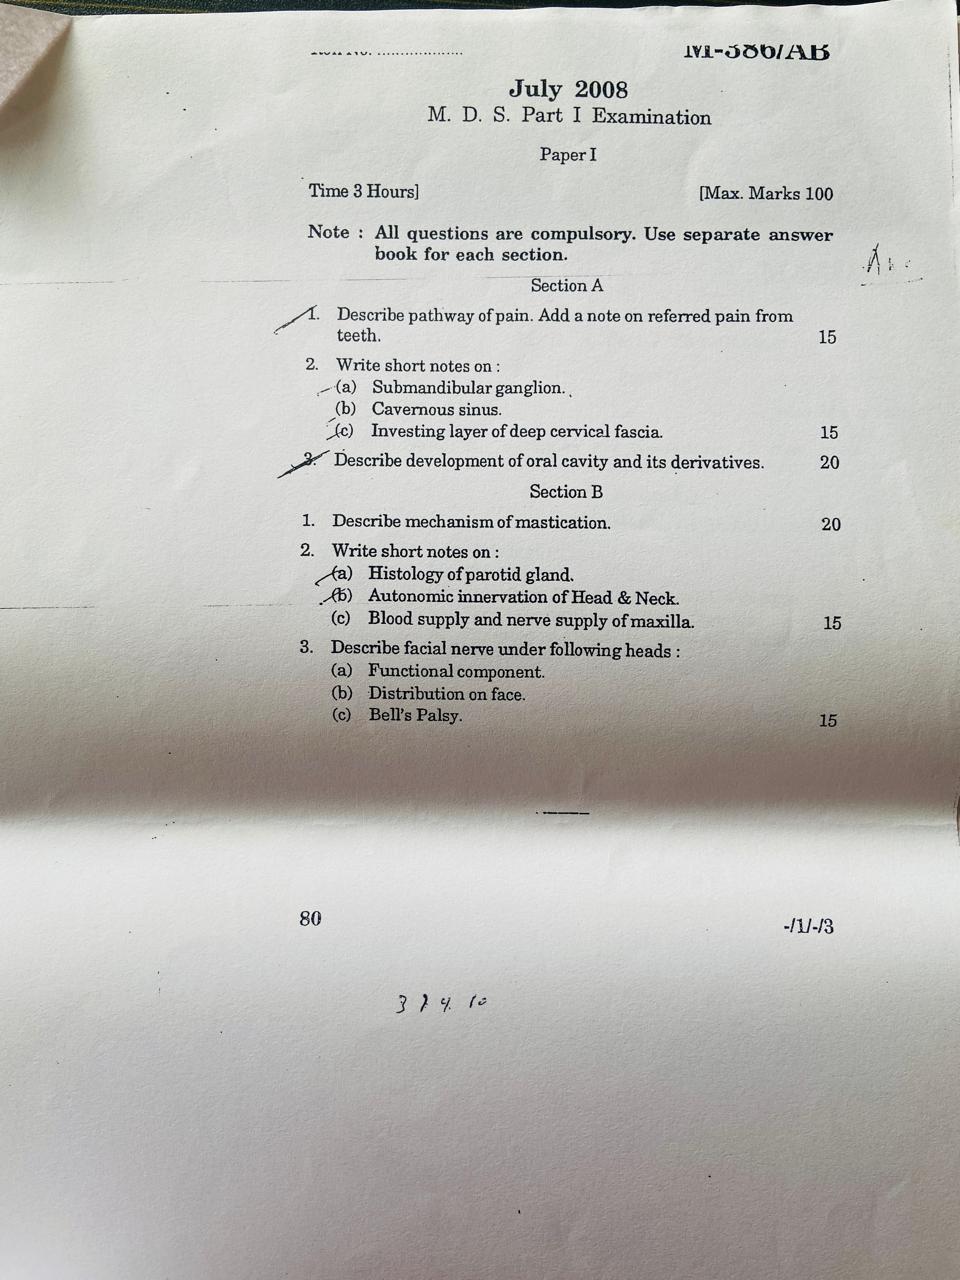 July 2008
M. D. S. Part I Examination
Paper I
Time 3 Hours] [Max. Marks 100
Note : All questions are compulsory. Use separate answer
book for each section.
Section A
1. Describe pathway of pain. Add a note on referred pain from
teeth. 15
2. Write short notes on :
(a) Submandibular ganglion.
(b) Cavernous sinus.
(c) Investing layer of deep cervical fascia. 15
3. Describe development of oral cavity and its derivatives. 20
Section B
1. Describe mechanism of mastication. 20
2. Write short notes on :
(a) Histology of parotid gland.
(b) Autonomic innervation of Head & Neck.
(c) Blood supply and nerve supply of maxilla. 15
3. Describe facial nerve under following heads :
(a) Functional component.
(b) Distribution on face.
(c) Bell's Palsy. 15
80 -/1/-/3